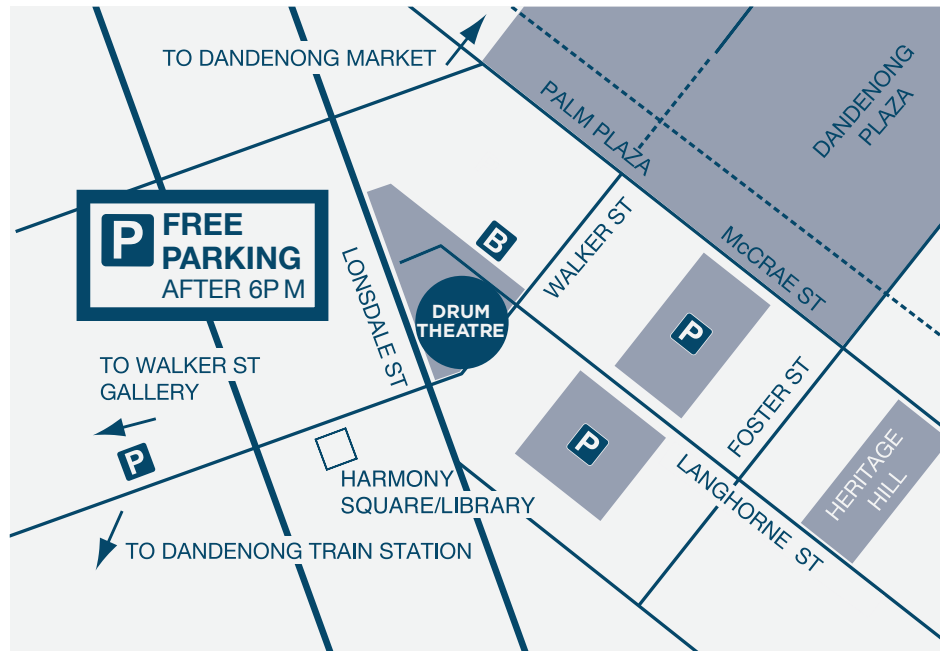 TO DANDENONG MARKET
PALM PLAZA
DANDENONG
PLAZA
P FREE
PARKING
AFTER 6PM
B
WALKER ST
McCRAE ST
LONSDALE ST
DRUM
THEATRE
P
TO WALKER ST
GALLERY
P
FOSTER ST
P
HARMONY
SQUARE/LIBRARY
LANGHORNE ST
HERITAGE
HILL
TO DANDENONG TRAIN STATION